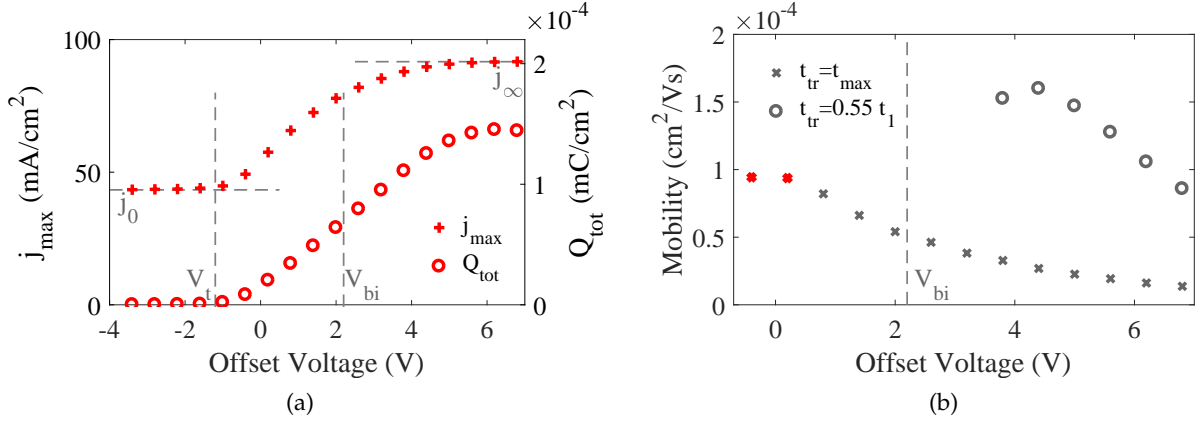 ×10⁻⁴
100
50
0
j_max (mA/cm²)
2
1
0
Q_tot (mC/cm²)
j_∞
j_0
j_max
Q_tot
V_t
V_bi
-4
-2
0
2
4
6
Offset Voltage (V)
(a)
×10⁻⁴
2
1.5
1
0.5
0
Mobility (cm²/Vs)
t_tr=t_max
t_tr=0.55 t_1
V_bi
0
2
4
6
Offset Voltage (V)
(b)